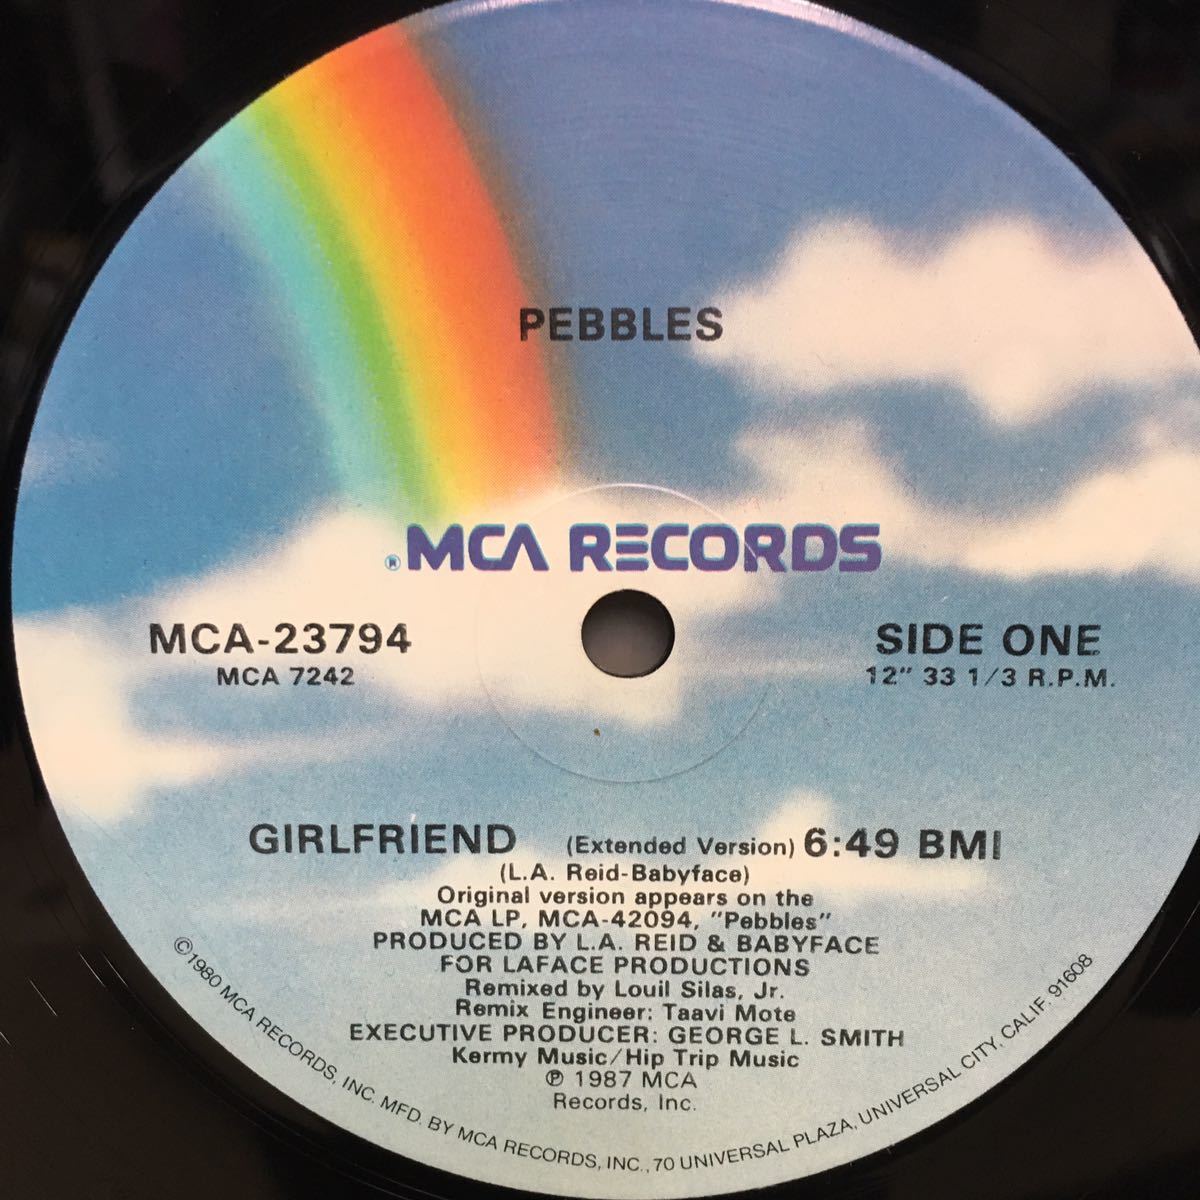 PEBBLES
® MCA RECORDS
MCA-23794
MCA 7242
SIDE ONE
12" 33 1/3 R.P.M.
GIRLFRIEND (Extended Version) 6:49 BMI
(L.A. Reid-Babyface)
Original version appears on the
MCA LP, MCA-42094, "Pebbles"
PRODUCED BY L.A. REID & BABYFACE
FOR LAFACE PRODUCTIONS
Remixed by Louil Silas, Jr.
Remix Engineer: Taavi Mote
EXECUTIVE PRODUCER: GEORGE L. SMITH
Kermy Music/Hip Trip Music
℗ 1987 MCA
Records, Inc.
©1980 MCA RECORDS, INC. MFD. BY MCA RECORDS, INC., 70 UNIVERSAL PLAZA, UNIVERSAL CITY, CALIF. 91608